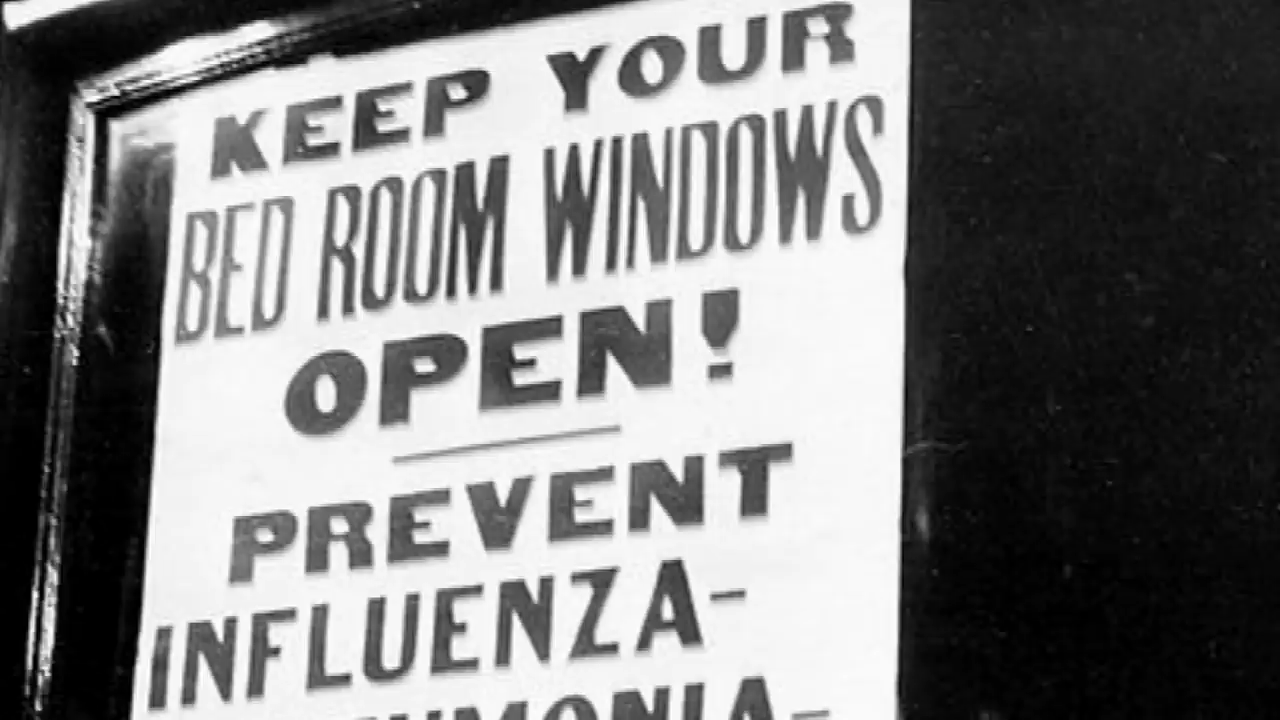 KEEP YOUR
BED ROOM WINDOWS
OPEN!
PREVENT
INFLUENZA-